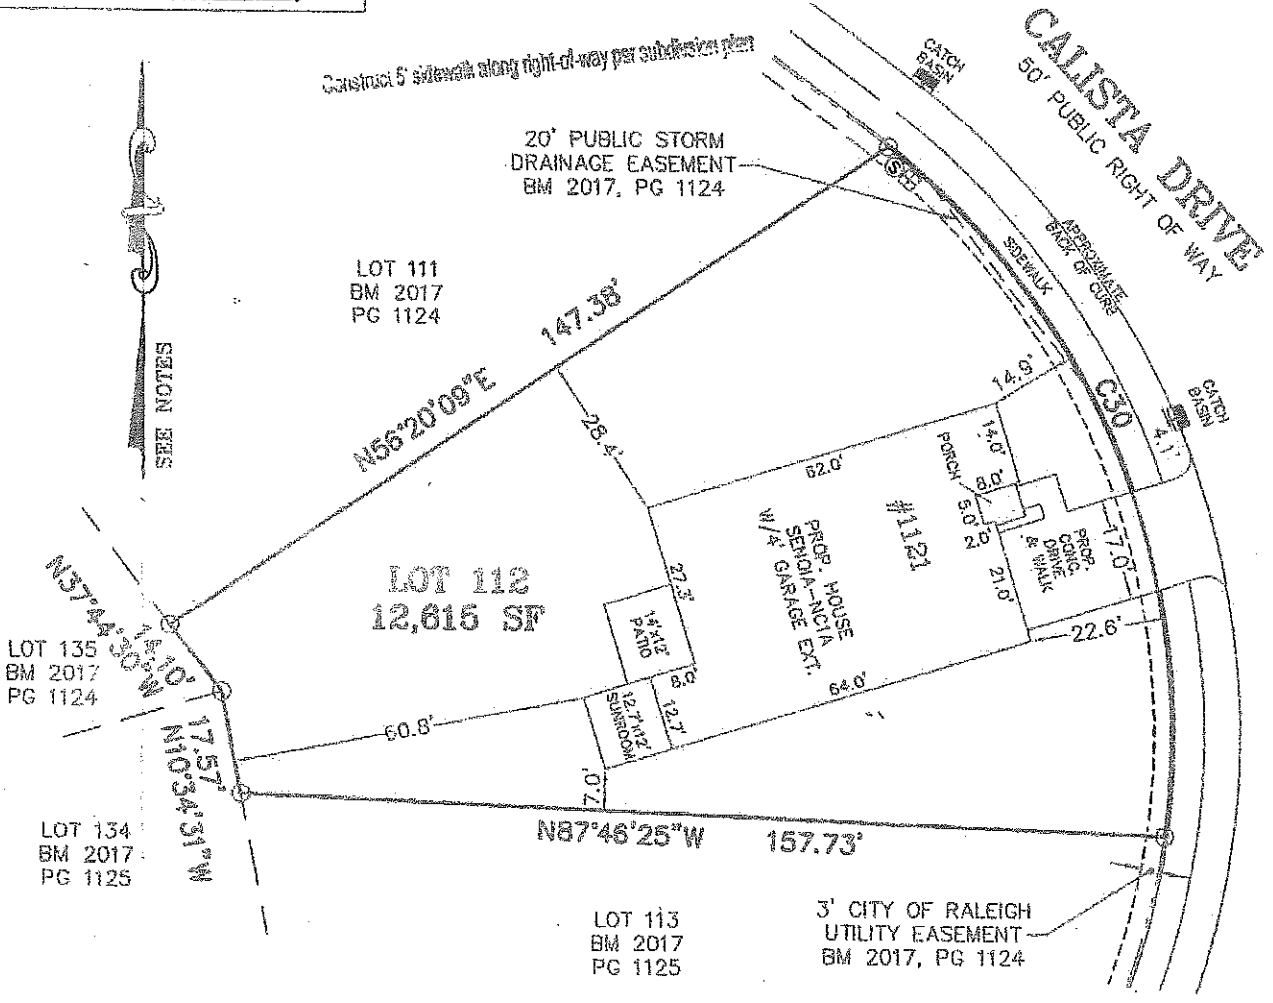 Construct 5' sidewalk along right-of-way per subdivision plan
CALISTA DRIVE
50' PUBLIC RIGHT OF WAY
CATCH
BASIN
20' PUBLIC STORM
DRAINAGE EASEMENT
BM 2017, PG 1124
S
SIDEWALK
APPROXIMATE
BACK OF CURB
LOT 111
BM 2017
PG 1124
SEE NOTES
147.38'
N56°20'09"E
28.4'
14.9'
C30
CATCH
BASIN
4.1'
62.0'
14.0'
PORCH
8.0'
5.0'
2.0'
#1121
21.0'
17.0'
PROP.
CONC.
DRIVE
& WALK
PROP. HOUSE
SENOIA-NC1A
W/4' GARAGE EXT.
LOT 112
12,615 SF
27.3'
14'x12'
PATIO
8.0'
12.7'x12'
SUNROOM
12.7'
64.0'
22.6'
60.8'
7.0'
N37°44'30"W
LOT 135
BM 2017
PG 1124
17.57'
N10°34'31"W
LOT 134
BM 2017
PG 1125
N87°46'25"W 157.73'
LOT 113
BM 2017
PG 1125
3' CITY OF RALEIGH
UTILITY EASEMENT
BM 2017, PG 1124